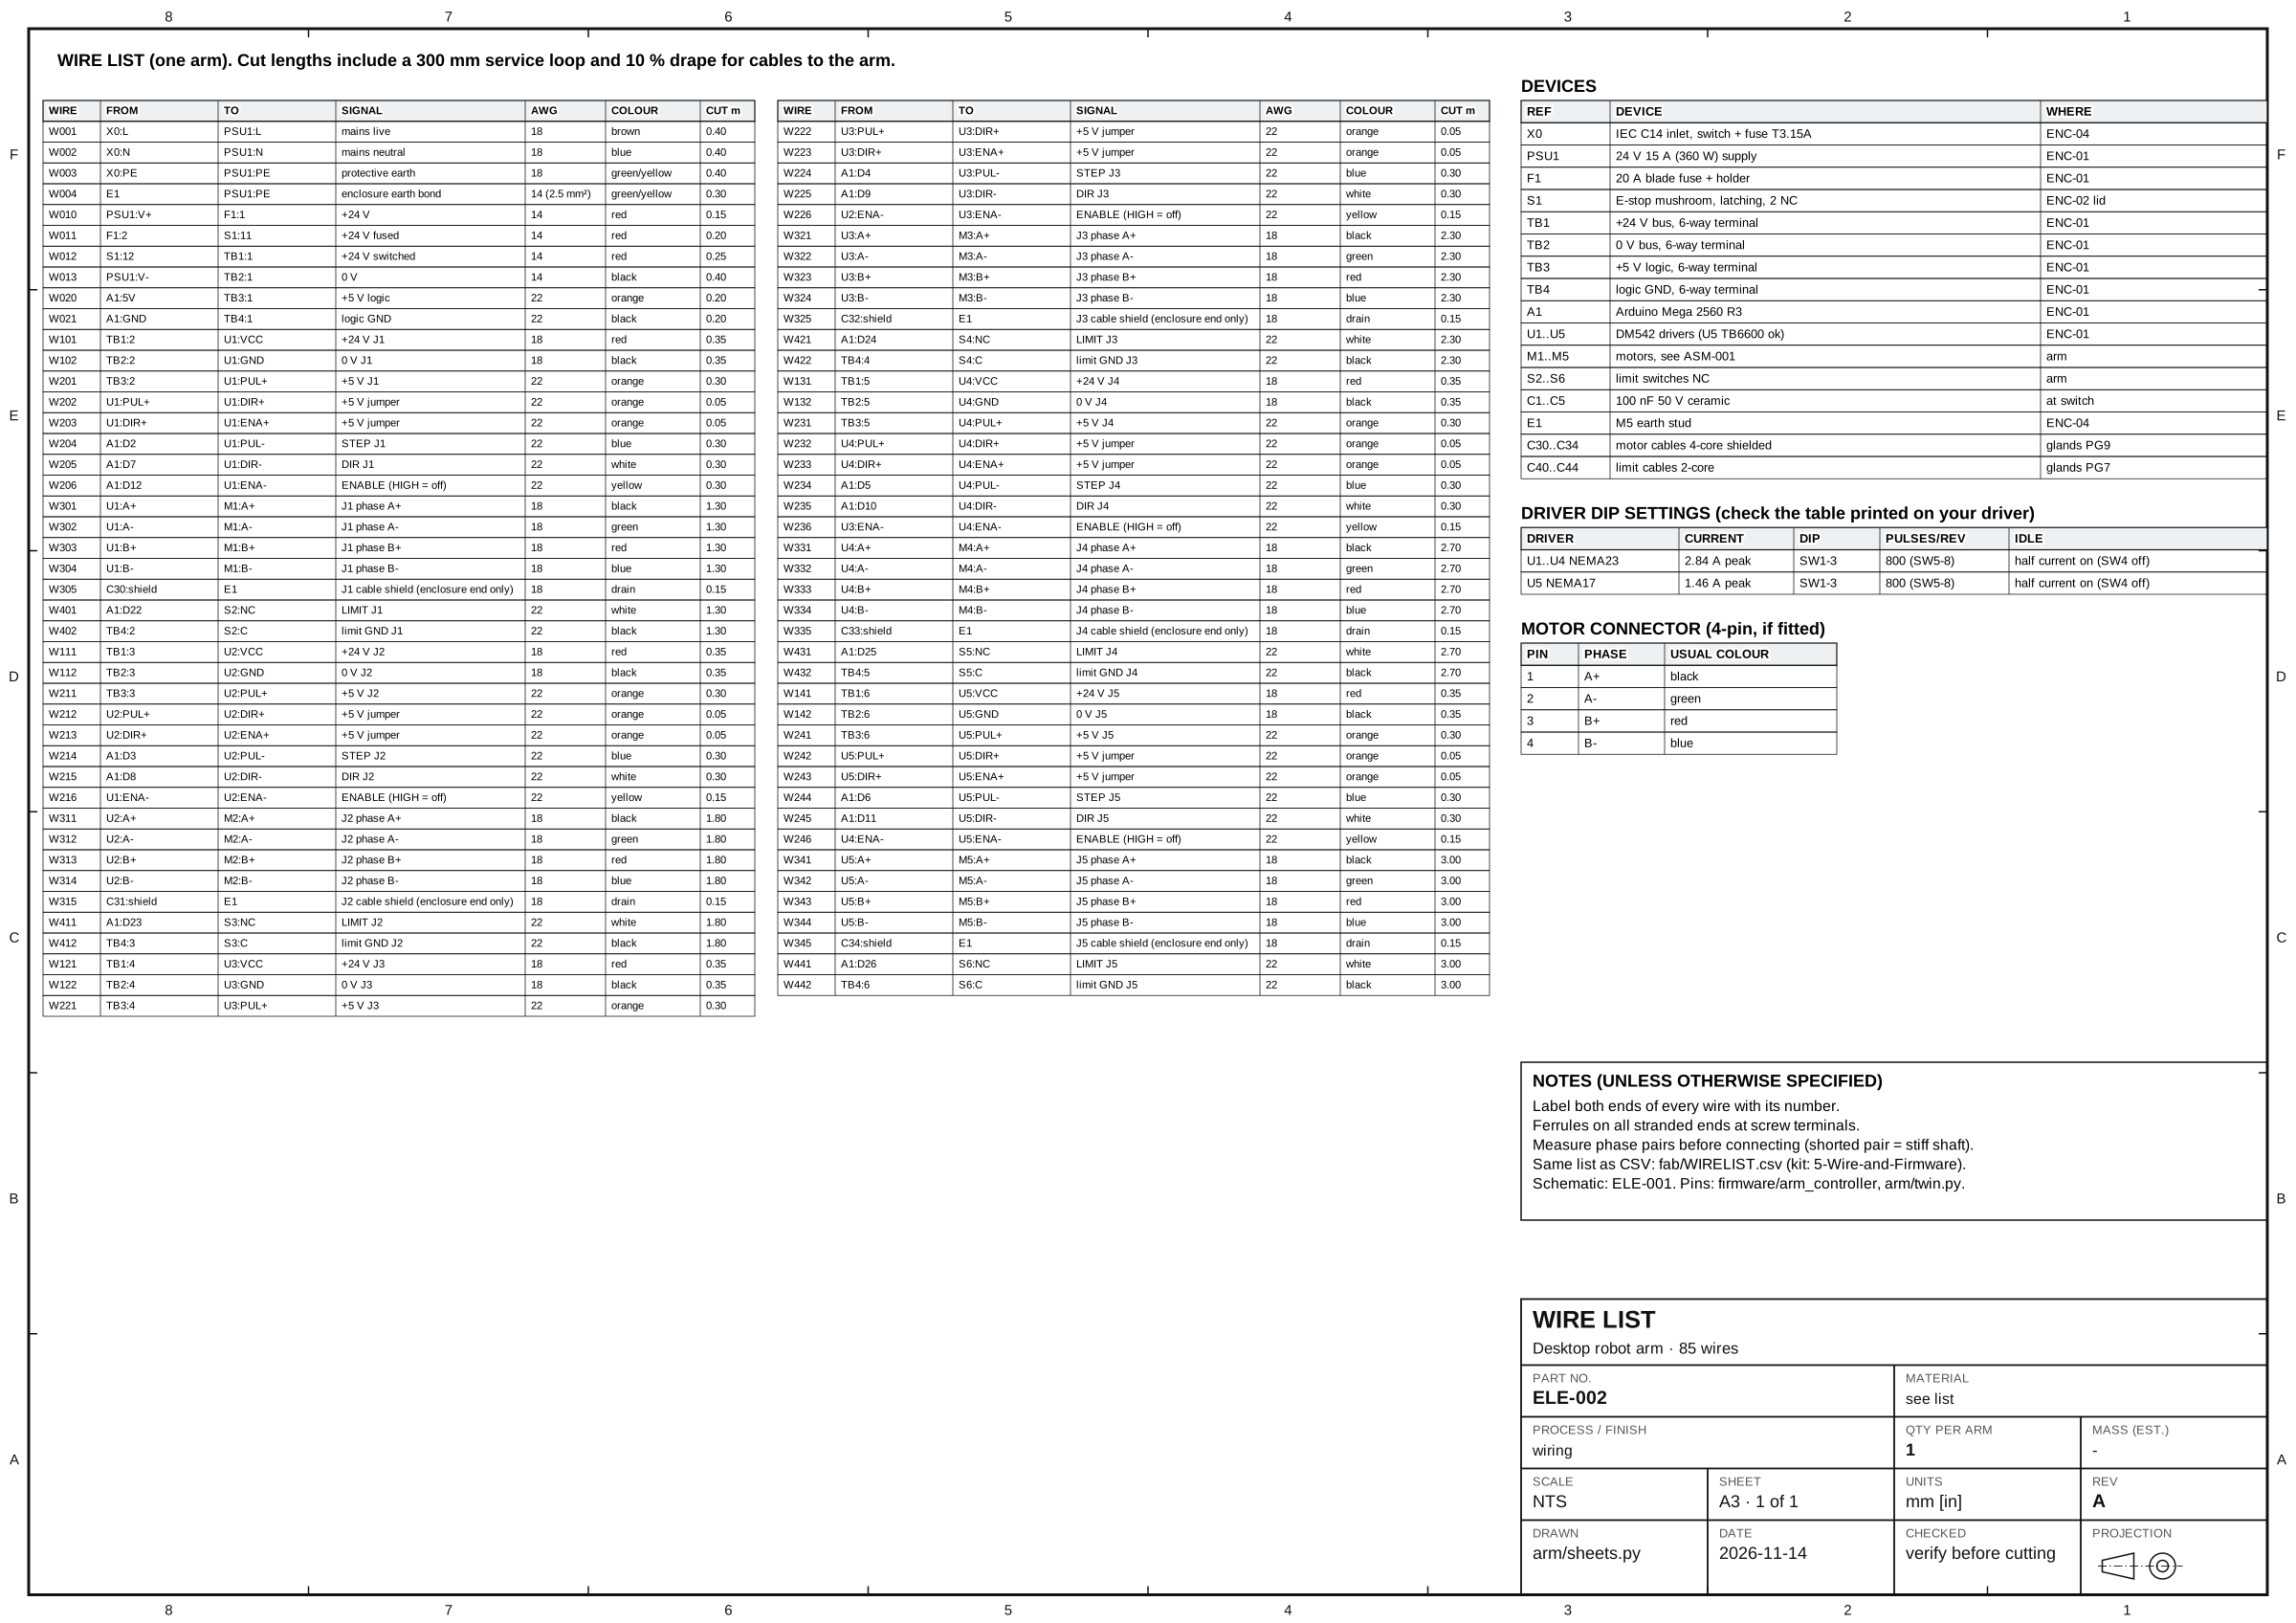 8 7 6 5 4 3 2 1
WIRE LIST (one arm). Cut lengths include a 300 mm service loop and 10 % drape for cables to the arm.
WIRE FROM TO SIGNAL AWG COLOUR CUT m
W001 X0:L PSU1:L mains live 18 brown 0.40
W002 X0:N PSU1:N mains neutral 18 blue 0.40
W003 X0:PE PSU1:PE protective earth 18 green/yellow 0.40
W004 E1 PSU1:PE enclosure earth bond 14 (2.5 mm²) green/yellow 0.30
W010 PSU1:V+ F1:1 +24 V 14 red 0.15
W011 F1:2 S1:11 +24 V fused 14 red 0.20
W012 S1:12 TB1:1 +24 V switched 14 red 0.25
W013 PSU1:V- TB2:1 0 V 14 black 0.40
W020 A1:5V TB3:1 +5 V logic 22 orange 0.20
W021 A1:GND TB4:1 logic GND 22 black 0.20
W101 TB1:2 U1:VCC +24 V J1 18 red 0.35
W102 TB2:2 U1:GND 0 V J1 18 black 0.35
W201 TB3:2 U1:PUL+ +5 V J1 22 orange 0.30
W202 U1:PUL+ U1:DIR+ +5 V jumper 22 orange 0.05
W203 U1:DIR+ U1:ENA+ +5 V jumper 22 orange 0.05
W204 A1:D2 U1:PUL- STEP J1 22 blue 0.30
W205 A1:D7 U1:DIR- DIR J1 22 white 0.30
W206 A1:D12 U1:ENA- ENABLE (HIGH = off) 22 yellow 0.30
W301 U1:A+ M1:A+ J1 phase A+ 18 black 1.30
W302 U1:A- M1:A- J1 phase A- 18 green 1.30
W303 U1:B+ M1:B+ J1 phase B+ 18 red 1.30
W304 U1:B- M1:B- J1 phase B- 18 blue 1.30
W305 C30:shield E1 J1 cable shield (enclosure end only) 18 drain 0.15
W401 A1:D22 S2:NC LIMIT J1 22 white 1.30
W402 TB4:2 S2:C limit GND J1 22 black 1.30
W111 TB1:3 U2:VCC +24 V J2 18 red 0.35
W112 TB2:3 U2:GND 0 V J2 18 black 0.35
W211 TB3:3 U2:PUL+ +5 V J2 22 orange 0.30
W212 U2:PUL+ U2:DIR+ +5 V jumper 22 orange 0.05
W213 U2:DIR+ U2:ENA+ +5 V jumper 22 orange 0.05
W214 A1:D3 U2:PUL- STEP J2 22 blue 0.30
W215 A1:D8 U2:DIR- DIR J2 22 white 0.30
W216 U1:ENA- U2:ENA- ENABLE (HIGH = off) 22 yellow 0.15
W311 U2:A+ M2:A+ J2 phase A+ 18 black 1.80
W312 U2:A- M2:A- J2 phase A- 18 green 1.80
W313 U2:B+ M2:B+ J2 phase B+ 18 red 1.80
W314 U2:B- M2:B- J2 phase B- 18 blue 1.80
W315 C31:shield E1 J2 cable shield (enclosure end only) 18 drain 0.15
W411 A1:D23 S3:NC LIMIT J2 22 white 1.80
W412 TB4:3 S3:C limit GND J2 22 black 1.80
W121 TB1:4 U3:VCC +24 V J3 18 red 0.35
W122 TB2:4 U3:GND 0 V J3 18 black 0.35
W221 TB3:4 U3:PUL+ +5 V J3 22 orange 0.30
WIRE FROM TO SIGNAL AWG COLOUR CUT m
W222 U3:PUL+ U3:DIR+ +5 V jumper 22 orange 0.05
W223 U3:DIR+ U3:ENA+ +5 V jumper 22 orange 0.05
W224 A1:D4 U3:PUL- STEP J3 22 blue 0.30
W225 A1:D9 U3:DIR- DIR J3 22 white 0.30
W226 U2:ENA- U3:ENA- ENABLE (HIGH = off) 22 yellow 0.15
W321 U3:A+ M3:A+ J3 phase A+ 18 black 2.30
W322 U3:A- M3:A- J3 phase A- 18 green 2.30
W323 U3:B+ M3:B+ J3 phase B+ 18 red 2.30
W324 U3:B- M3:B- J3 phase B- 18 blue 2.30
W325 C32:shield E1 J3 cable shield (enclosure end only) 18 drain 0.15
W421 A1:D24 S4:NC LIMIT J3 22 white 2.30
W422 TB4:4 S4:C limit GND J3 22 black 2.30
W131 TB1:5 U4:VCC +24 V J4 18 red 0.35
W132 TB2:5 U4:GND 0 V J4 18 black 0.35
W231 TB3:5 U4:PUL+ +5 V J4 22 orange 0.30
W232 U4:PUL+ U4:DIR+ +5 V jumper 22 orange 0.05
W233 U4:DIR+ U4:ENA+ +5 V jumper 22 orange 0.05
W234 A1:D5 U4:PUL- STEP J4 22 blue 0.30
W235 A1:D10 U4:DIR- DIR J4 22 white 0.30
W236 U3:ENA- U4:ENA- ENABLE (HIGH = off) 22 yellow 0.15
W331 U4:A+ M4:A+ J4 phase A+ 18 black 2.70
W332 U4:A- M4:A- J4 phase A- 18 green 2.70
W333 U4:B+ M4:B+ J4 phase B+ 18 red 2.70
W334 U4:B- M4:B- J4 phase B- 18 blue 2.70
W335 C33:shield E1 J4 cable shield (enclosure end only) 18 drain 0.15
W431 A1:D25 S5:NC LIMIT J4 22 white 2.70
W432 TB4:5 S5:C limit GND J4 22 black 2.70
W141 TB1:6 U5:VCC +24 V J5 18 red 0.35
W142 TB2:6 U5:GND 0 V J5 18 black 0.35
W241 TB3:6 U5:PUL+ +5 V J5 22 orange 0.30
W242 U5:PUL+ U5:DIR+ +5 V jumper 22 orange 0.05
W243 U5:DIR+ U5:ENA+ +5 V jumper 22 orange 0.05
W244 A1:D6 U5:PUL- STEP J5 22 blue 0.30
W245 A1:D11 U5:DIR- DIR J5 22 white 0.30
W246 U4:ENA- U5:ENA- ENABLE (HIGH = off) 22 yellow 0.15
W341 U5:A+ M5:A+ J5 phase A+ 18 black 3.00
W342 U5:A- M5:A- J5 phase A- 18 green 3.00
W343 U5:B+ M5:B+ J5 phase B+ 18 red 3.00
W344 U5:B- M5:B- J5 phase B- 18 blue 3.00
W345 C34:shield E1 J5 cable shield (enclosure end only) 18 drain 0.15
W441 A1:D26 S6:NC LIMIT J5 22 white 3.00
W442 TB4:6 S6:C limit GND J5 22 black 3.00
DEVICES
REF DEVICE WHERE
X0 IEC C14 inlet, switch + fuse T3.15A ENC-04
PSU1 24 V 15 A (360 W) supply ENC-01
F1 20 A blade fuse + holder ENC-01
S1 E-stop mushroom, latching, 2 NC ENC-02 lid
TB1 +24 V bus, 6-way terminal ENC-01
TB2 0 V bus, 6-way terminal ENC-01
TB3 +5 V logic, 6-way terminal ENC-01
TB4 logic GND, 6-way terminal ENC-01
A1 Arduino Mega 2560 R3 ENC-01
U1..U5 DM542 drivers (U5 TB6600 ok) ENC-01
M1..M5 motors, see ASM-001 arm
S2..S6 limit switches NC arm
C1..C5 100 nF 50 V ceramic at switch
E1 M5 earth stud ENC-04
C30..C34 motor cables 4-core shielded glands PG9
C40..C44 limit cables 2-core glands PG7
DRIVER DIP SETTINGS (check the table printed on your driver)
DRIVER CURRENT DIP PULSES/REV IDLE
U1..U4 NEMA23 2.84 A peak SW1-3 800 (SW5-8) half current on (SW4 off)
U5 NEMA17 1.46 A peak SW1-3 800 (SW5-8) half current on (SW4 off)
MOTOR CONNECTOR (4-pin, if fitted)
PIN PHASE USUAL COLOUR
1 A+ black
2 A- green
3 B+ red
4 B- blue
NOTES (UNLESS OTHERWISE SPECIFIED)
Label both ends of every wire with its number.
Ferrules on all stranded ends at screw terminals.
Measure phase pairs before connecting (shorted pair = stiff shaft).
Same list as CSV: fab/WIRELIST.csv (kit: 5-Wire-and-Firmware).
Schematic: ELE-001. Pins: firmware/arm_controller, arm/twin.py.
WIRE LIST
Desktop robot arm · 85 wires
PART NO. MATERIAL
ELE-002 see list
PROCESS / FINISH QTY PER ARM MASS (EST.)
wiring 1 -
SCALE SHEET UNITS REV
NTS A3 · 1 of 1 mm [in] A
DRAWN DATE CHECKED PROJECTION
arm/sheets.py 2026-11-14 verify before cutting
F F
E E
D D
C C
B B
A A
8 7 6 5 4 3 2 1